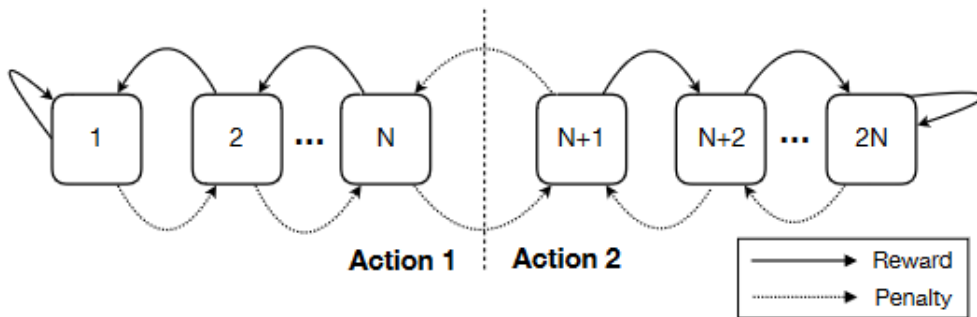 1 2 ... N N+1 N+2 ... 2N
Action 1 Action 2
Reward
Penalty